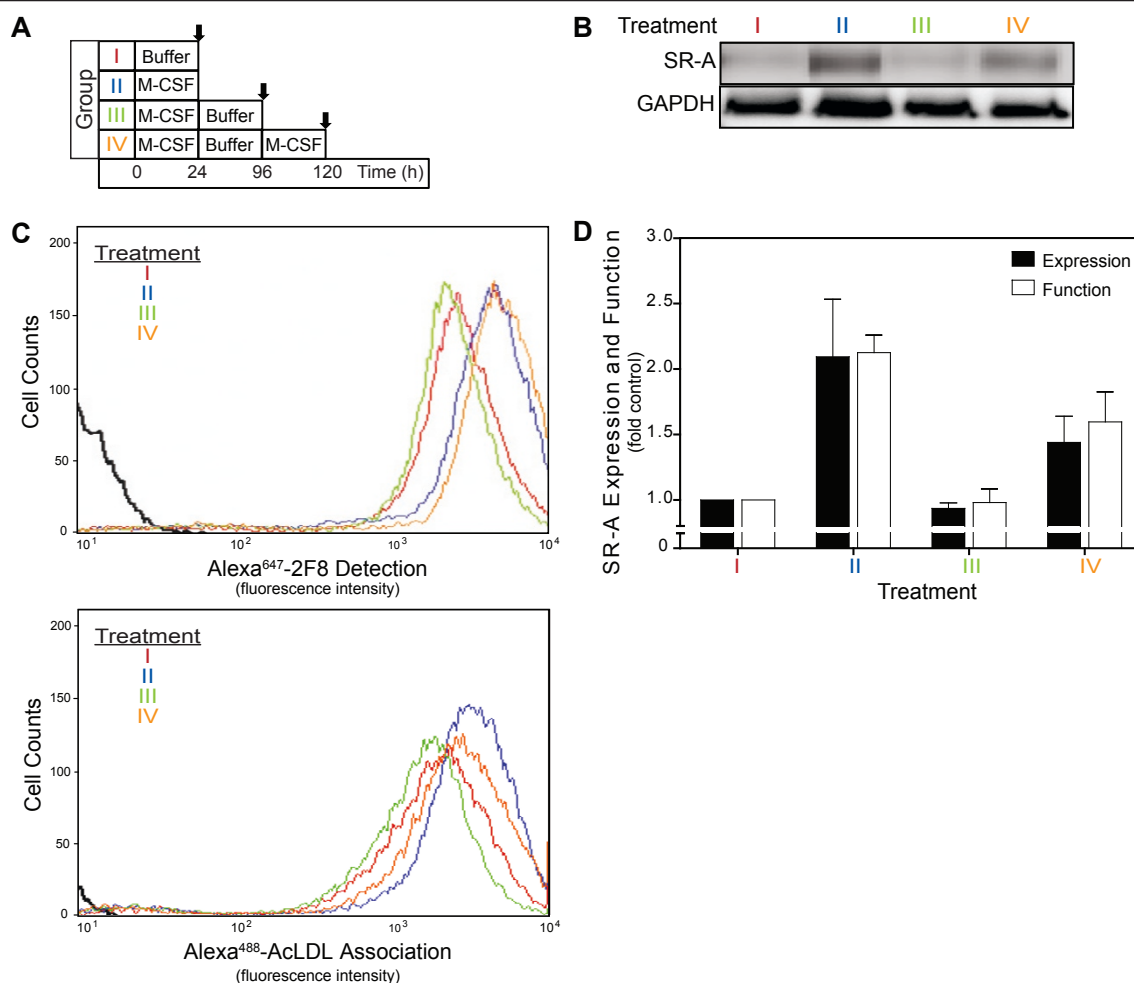 A
Group
I Buffer
II M-CSF
III M-CSF Buffer
IV M-CSF Buffer M-CSF
0 24 96 120 Time (h)
B
Treatment I II III IV
SR-A
GAPDH
C
Treatment
I
II
III
IV
Cell Counts
200
150
100
50
0
10¹ 10² 10³ 10⁴
Alexa⁶⁴⁷-2F8 Detection
(fluorescence intensity)
Treatment
I
II
III
IV
Cell Counts
200
150
100
50
0
10¹ 10² 10³ 10⁴
Alexa⁴⁸⁸-AcLDL Association
(fluorescence intensity)
D
SR-A Expression and Function
(fold control)
3.0
2.5
2.0
1.5
1.0
0
Expression
Function
I II III IV
Treatment